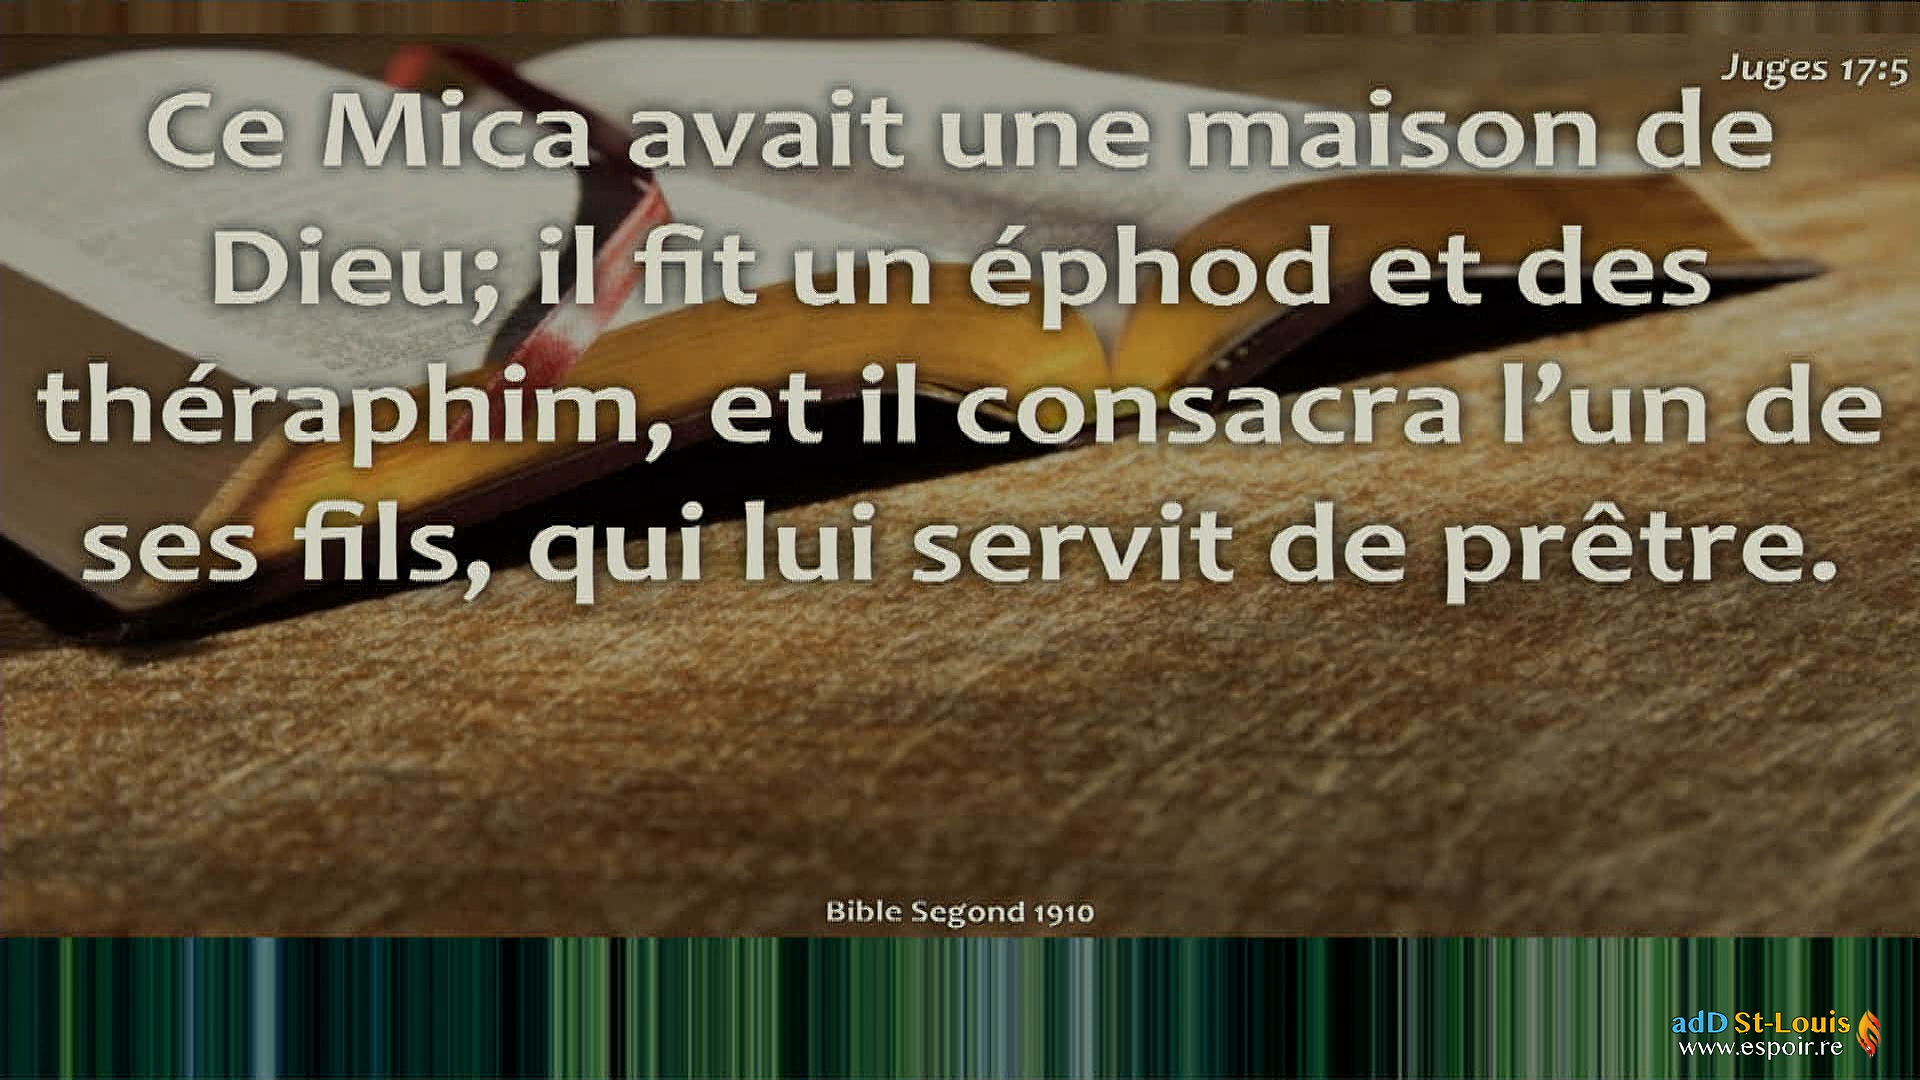 Juges 17:5
Ce Mica avait une maison de
Dieu; il fit un éphod et des
théraphim, et il consacra l’un de
ses fils, qui lui servit de prêtre.
Bible Segond 1910
adD St-Louis
www.espoir.re